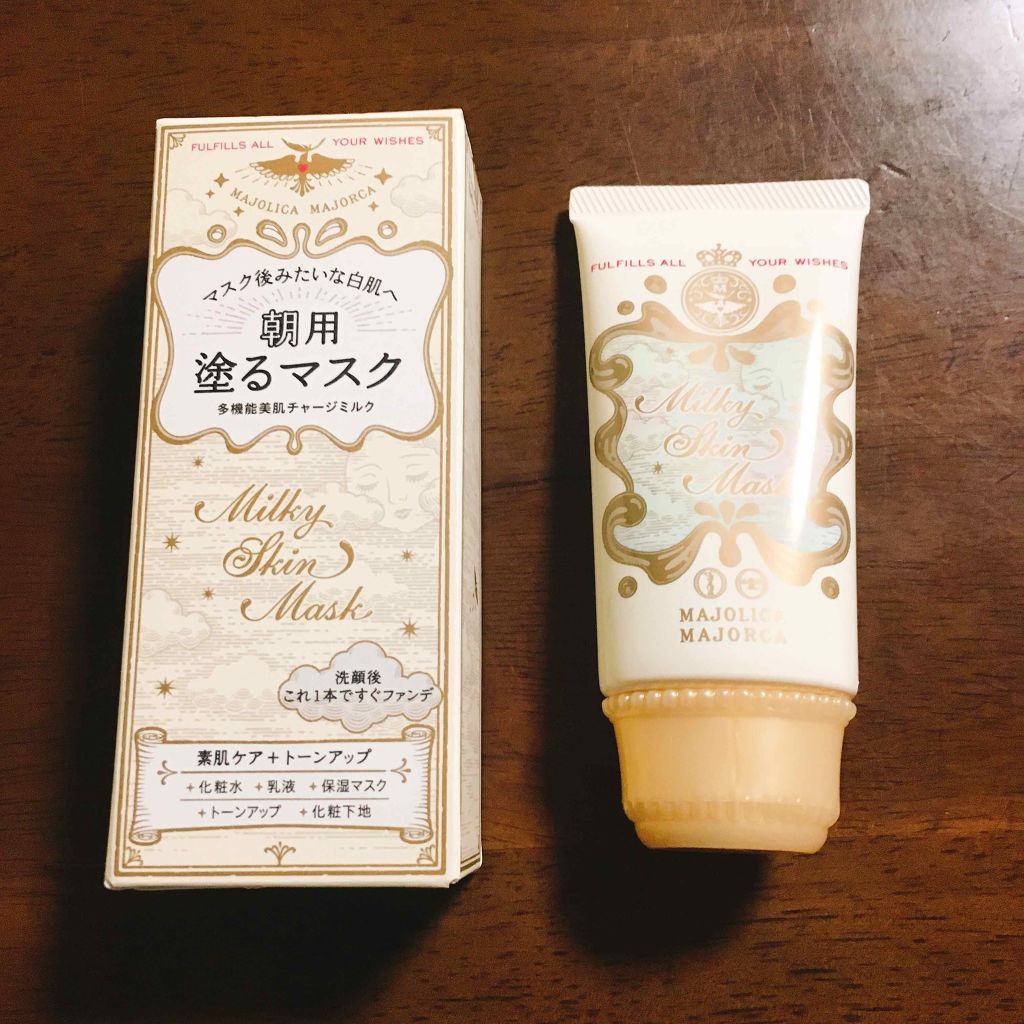 FULFILLS ALL YOUR WISHES
MAJOLICA MAJORCA
マスク後みたいな白肌へ
朝用
塗るマスク
多機能美肌チャージミルク
Milky
Skin
Mask
洗顔後
これ1本ですぐファンデ
素肌ケア+トーンアップ
+化粧水 +乳液 +保湿マスク
+トーンアップ +化粧下地
FULFILLS ALL YOUR WISHES
Milky
Skin
Mask
MAJOLICA
MAJORCA